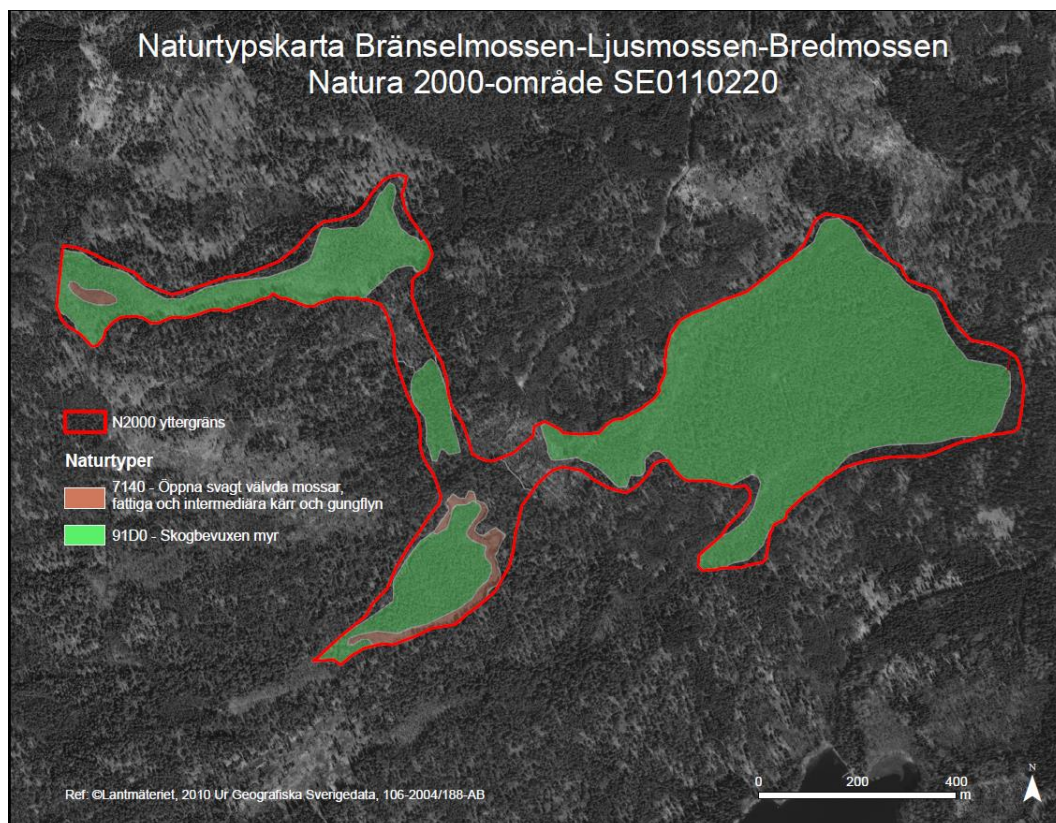 Naturtypskarta Bränselmossen-Ljusmossen-Bredmossen
Natura 2000-område SE0110220
N2000 yttergräns
Naturtyper
7140 - Öppna svagt välvda mossar,
fattiga och intermediära kärr och gungflyn
91D0 - Skogbevuxen myr
Ref: ©Lantmäteriet, 2010 Ur Geografiska Sverigedata, 106-2004/188-AB
0 200 400
m
N